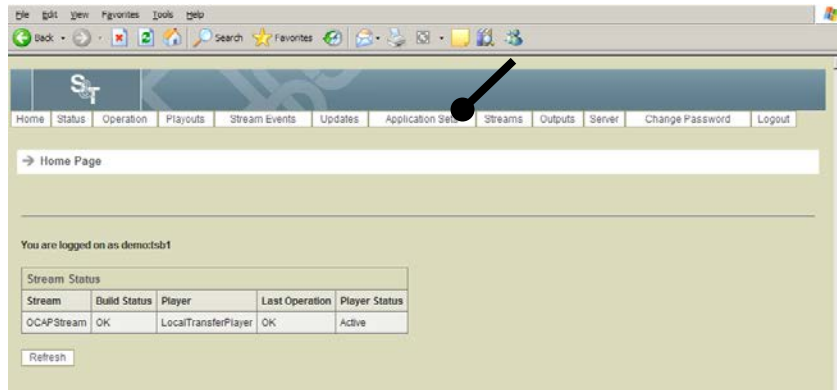 File Edit View Favorites Tools Help
Back Search Favorites
ST
Home Status Operation Playouts Stream Events Updates Application Sets Streams Outputs Server Change Password Logout
→ Home Page
You are logged on as demo:tsb1
Stream Status
Stream Build Status Player Last Operation Player Status
OCAPStream OK LocalTransferPlayer OK Active
Refresh